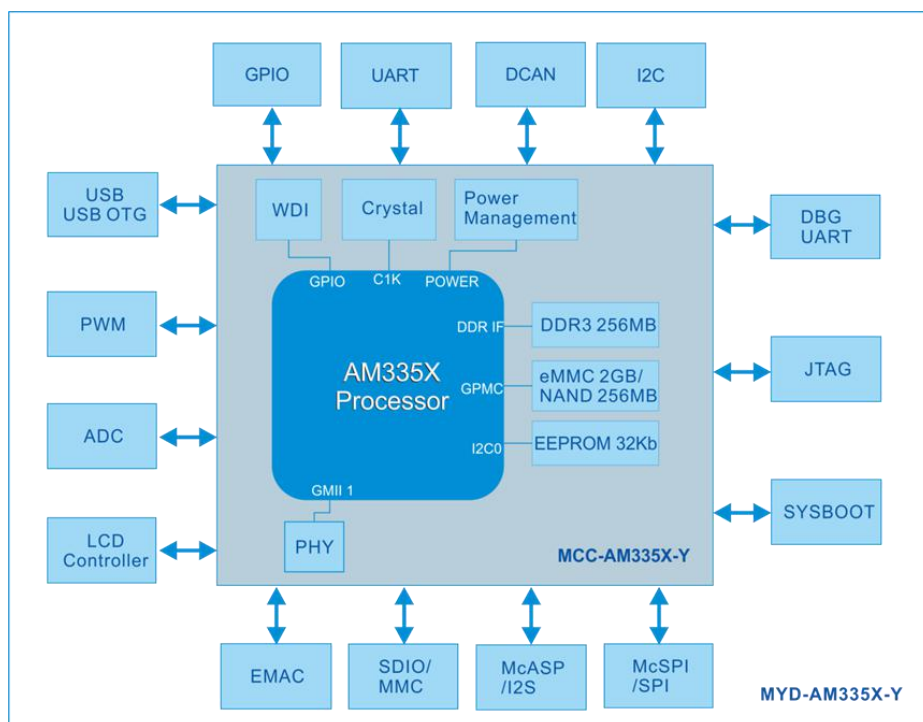 GPIO
UART
DCAN
I2C
USB
USB OTG
WDI
Crystal
Power
Management
DBG
UART
GPIO
C1K
POWER
PWM
DDR IF
DDR3 256MB
AM335X
Processor
GPMC
eMMC 2GB/
NAND 256MB
JTAG
ADC
I2C0
EEPROM 32Kb
GMII 1
SYSBOOT
LCD
Controller
PHY
MCC-AM335X-Y
EMAC
SDIO/
MMC
McASP
/I2S
McSPI
/SPI
MYD-AM335X-Y